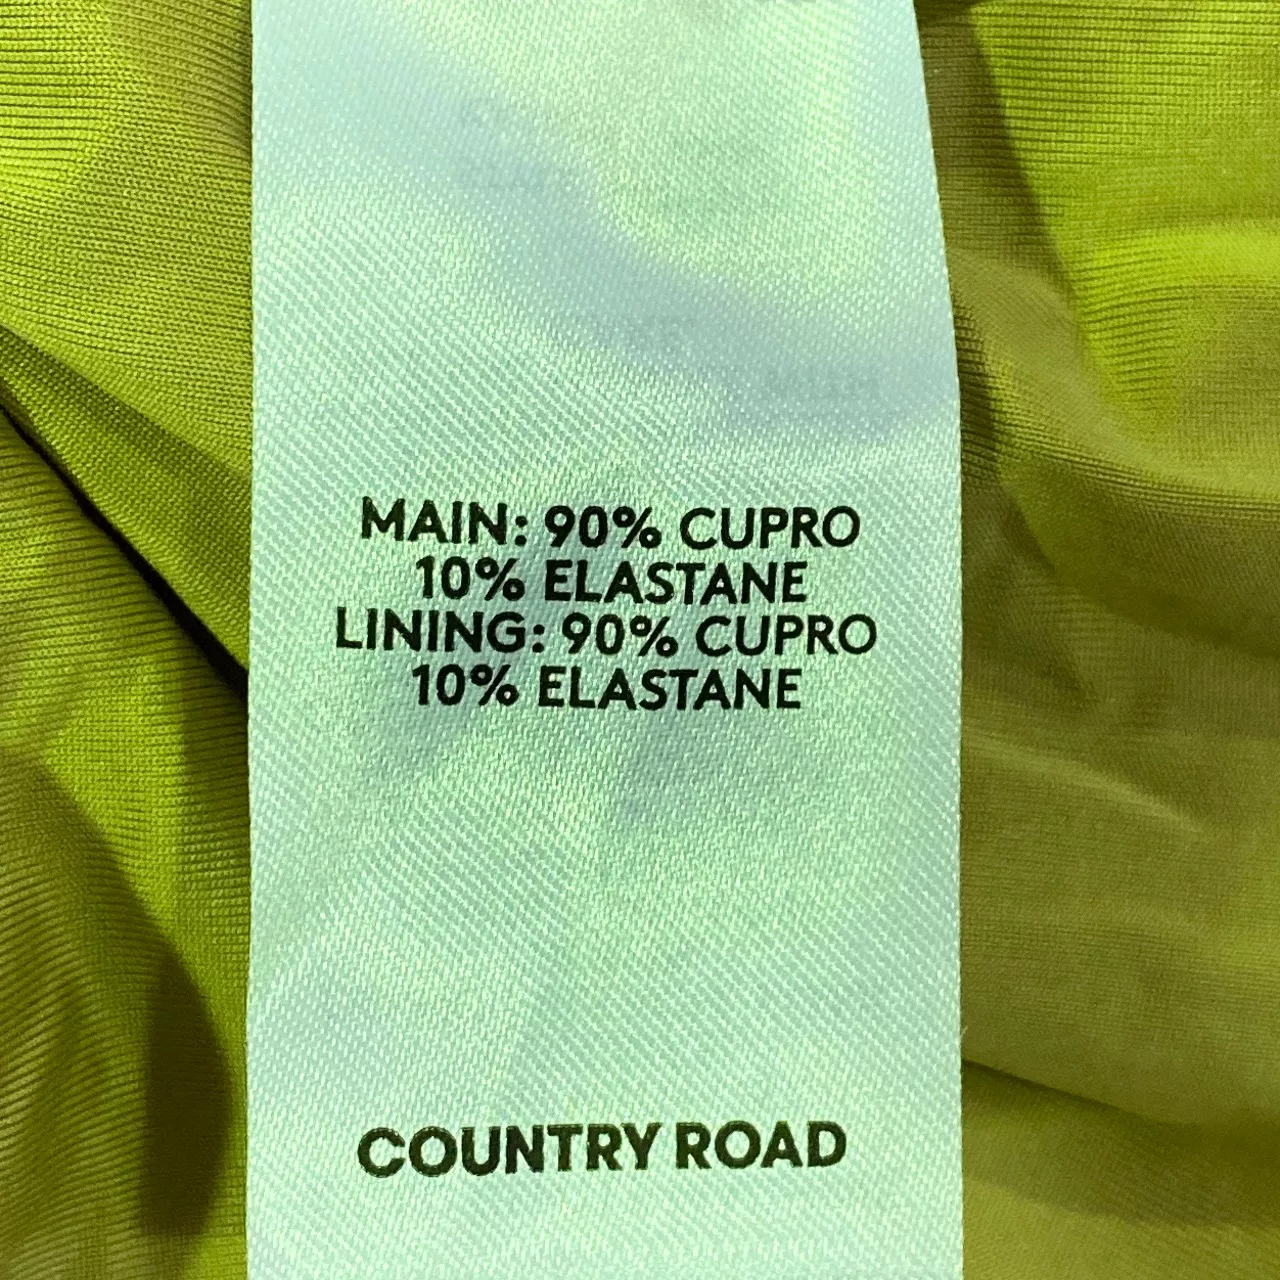 MAIN: 90% CUPRO
10% ELASTANE
LINING: 90% CUPRO
10% ELASTANE
COUNTRY ROAD